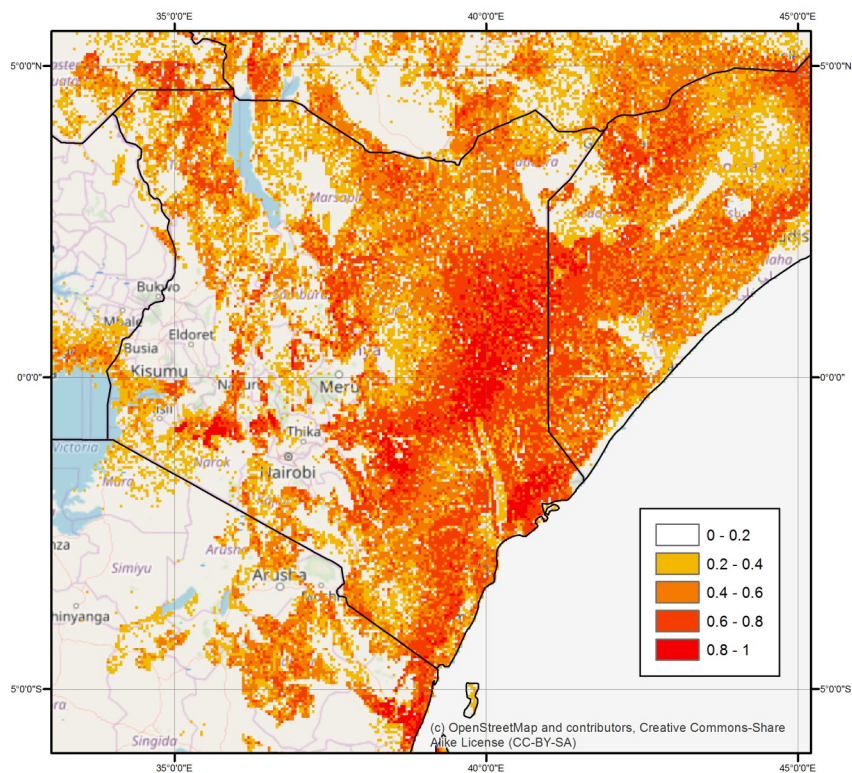 35°0'0"E 40°0'0"E 45°0'0"E
5°0'0"N 5°0'0"N
Marsabit
Bukwo
Mbale
Eldoret
Busia
Kisumu
Meru
0°0'0" 0°0'0"
Thika
Victoria
Narok
Nairobi
Mara
Arusha
Simiyu
Arusha
0 - 0.2
0.2 - 0.4
0.4 - 0.6
0.6 - 0.8
0.8 - 1
5°0'0"S 5°0'0"S
Singida
(c) OpenStreetMap and contributors, Creative Commons-Share
Alike License (CC-BY-SA)
35°0'0"E 40°0'0"E 45°0'0"E